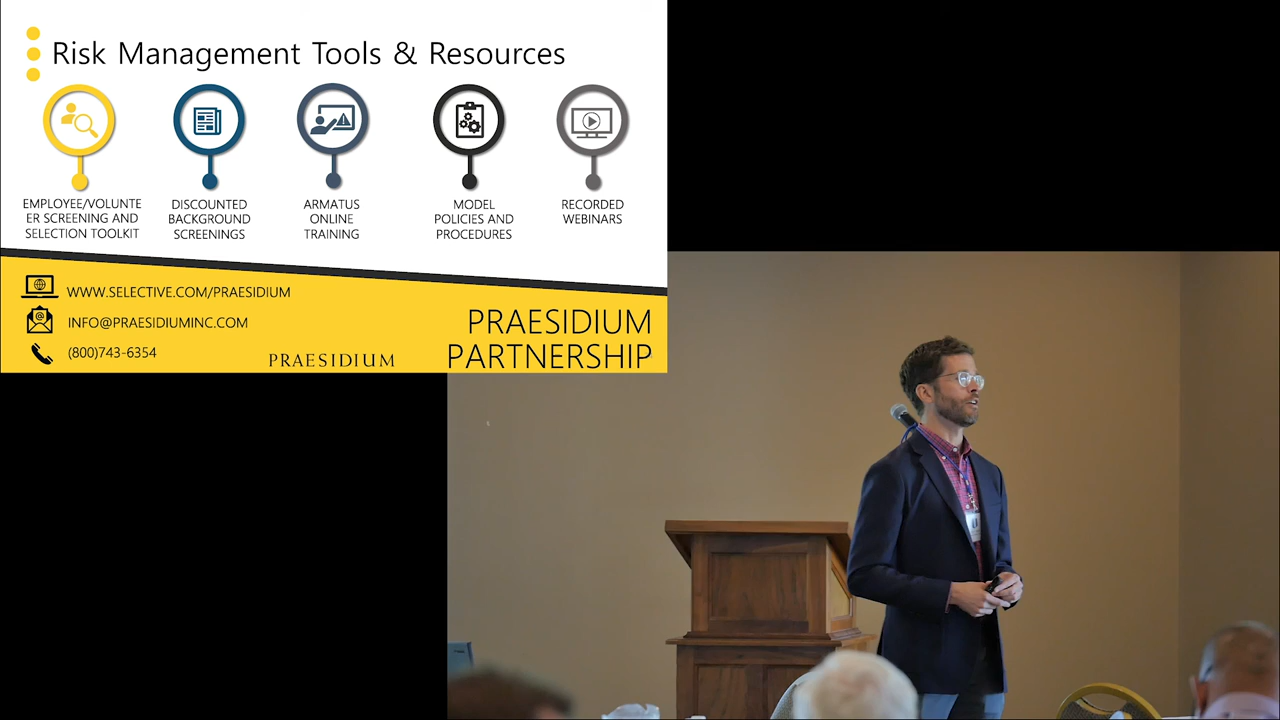 Risk Management Tools & Resources
EMPLOYEE/VOLUNTE
ER SCREENING AND
SELECTION TOOLKIT
DISCOUNTED
BACKGROUND
SCREENINGS
ARMATUS
ONLINE
TRAINING
MODEL
POLICIES AND
PROCEDURES
RECORDED
WEBINARS
WWW.SELECTIVE.COM/PRAESIDIUM
INFO@PRAESIDIUMINC.COM
(800)743-6354
PRAESIDIUM
PRAESIDIUM
PARTNERSHIP